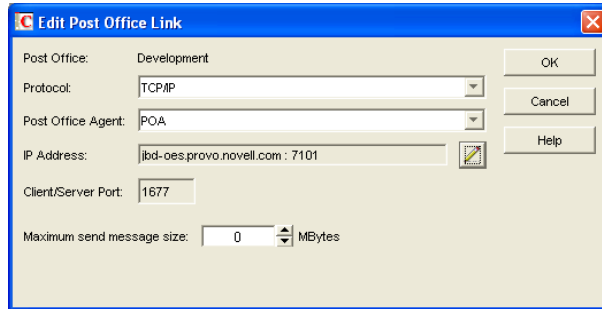 Edit Post Office Link
Post Office: Development
OK
Protocol: TCP/IP
Cancel
Post Office Agent: POA
Help
IP Address: jbd-oes.provo.novell.com : 7101
Client/Server Port: 1677
Maximum send message size: 0 MBytes